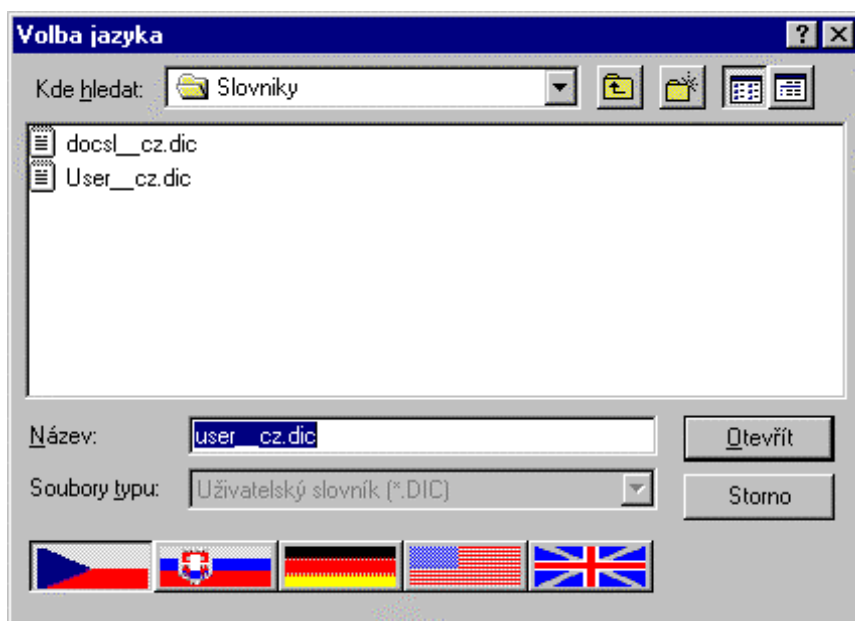 Volba jazyka
Kde hledat: Slovniky
docsl__cz.dic
User__cz.dic
Název: user__cz.dic Otevřít
Soubory typu: Uživatelský slovník (*.DIC) Storno